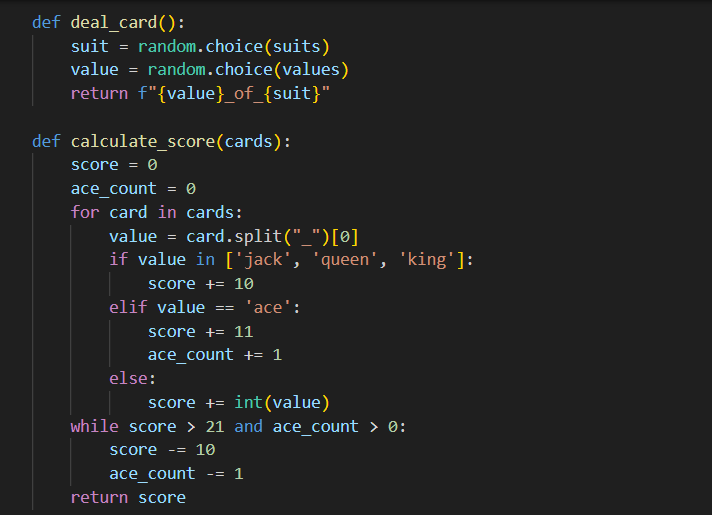 def deal_card():
    suit = random.choice(suits)
    value = random.choice(values)
    return f"{value}_of_{suit}"

def calculate_score(cards):
    score = 0
    ace_count = 0
    for card in cards:
        value = card.split("_")[0]
        if value in ['jack', 'queen', 'king']:
            score += 10
        elif value == 'ace':
            score += 11
            ace_count += 1
        else:
            score += int(value)
    while score > 21 and ace_count > 0:
        score -= 10
        ace_count -= 1
    return score